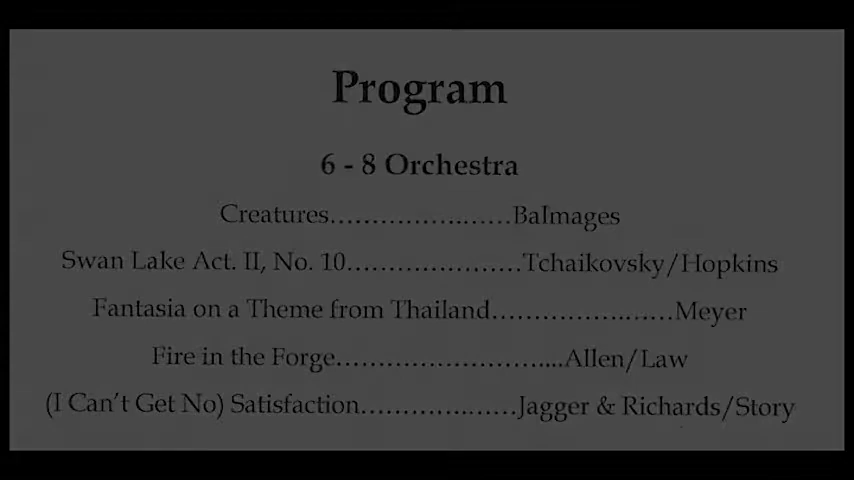 Program
6 - 8 Orchestra
Creatures…………………..……BaImages
Swan Lake Act. II, No. 10…………………Tchaikovsky/Hopkins
Fantasia on a Theme from Thailand……………..……Meyer
Fire in the Forge……………………....Allen/Law
(I Can't Get No) Satisfaction……………..……Jagger & Richards/Story